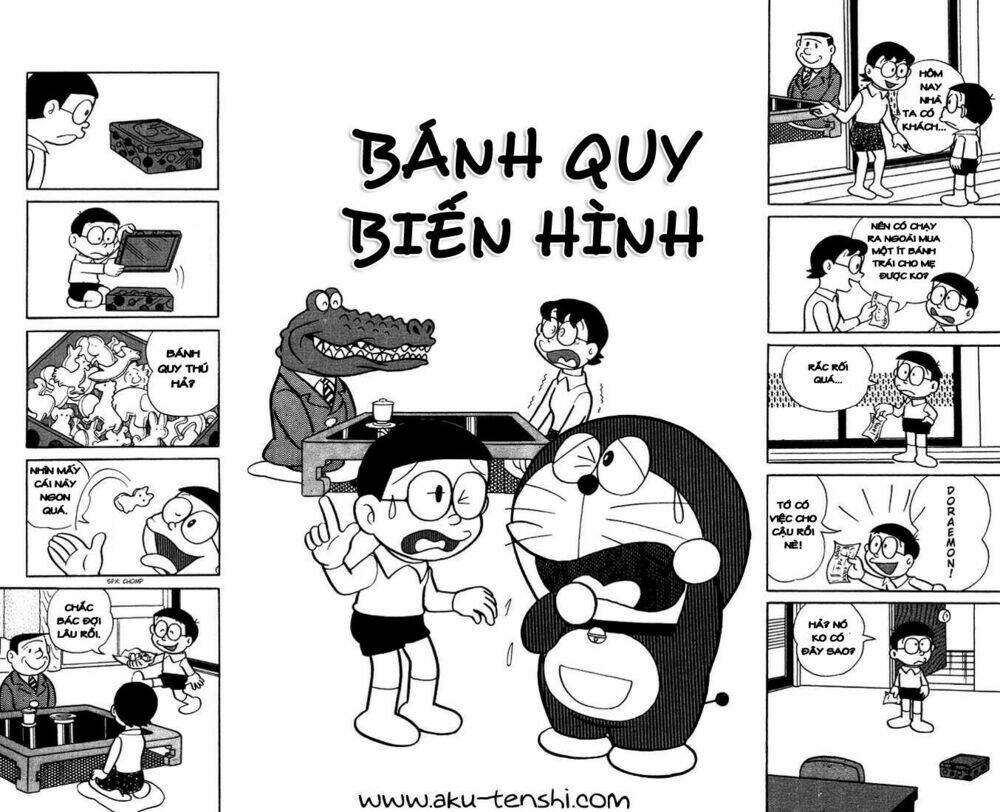 BÁNH QUY
BIẾN HÌNH
HÔM
NAY
NHÀ
TA CÓ
KHÁCH...
NÊN CÓ CHẠY
RA NGOÀI MUA
MỘT ÍT BÁNH
TRÁI CHO MẸ
ĐƯỢC KO?
RẮC RỐI
QUÁ...
DORAEMON!
TỚ CÓ
VIỆC CHO
CẬU RỒI
NÈ!
HẢ? NÓ
KO CÓ
ĐÂY SAO?
BÁNH
QUY THÚ
HẢ?
NHÌN MẤY
CÁI NÀY
NGON
QUÁ.
SFX: CHOMP
CHẮC
BÁC ĐỢI
LÂU RỒI.
www.aku-tenshi.com